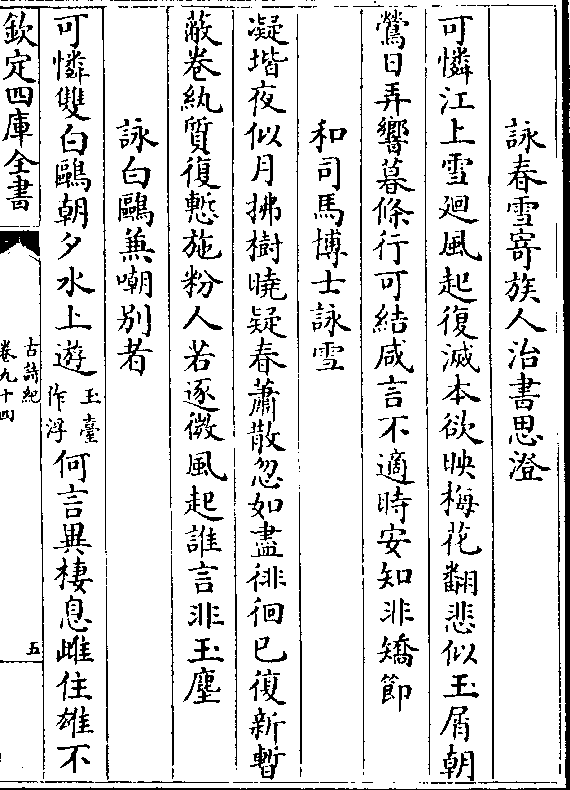 詠春雪寄族人治書思澄
可憐江上雪廻風起復滅本欲映梅花翻悲似玉屑朝
鶯日弄響暮條行可結咸言不適時安知非矯節
和司馬博士詠雪
凝堦夜似月拂樹曉疑春蕭散忽如盡徘徊已復新暫
蔽卷紈質復慙施粉人若逐微風起誰言非玉塵
詠白鷗兼嘲别者
可憐雙白鷗朝夕水上遊玉臺作浮何言異棲息雌住雄不
欽定四庫全書
古詩紀
卷九十四
五